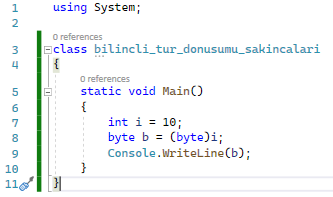 1 using System;
2
0 references
3 class bilincli_tur_donusumu_sakincalari
4 {
0 references
5 static void Main()
6 {
7 int i = 10;
8 byte b = (byte)i;
9 Console.WriteLine(b);
10 }
11 }